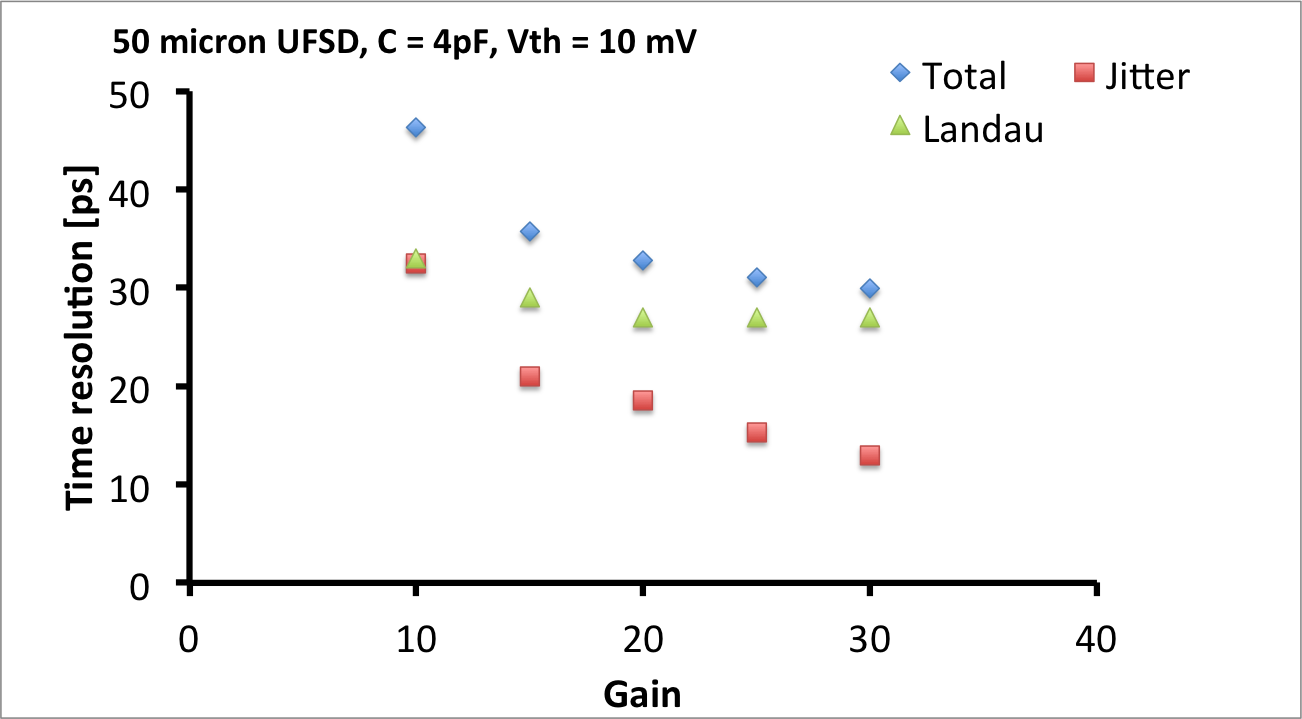 50 micron UFSD, C = 4pF, Vth = 10 mV
Total
Jitter
Landau
Time resolution [ps]
50
40
30
20
10
0
0
10
20
30
40
Gain